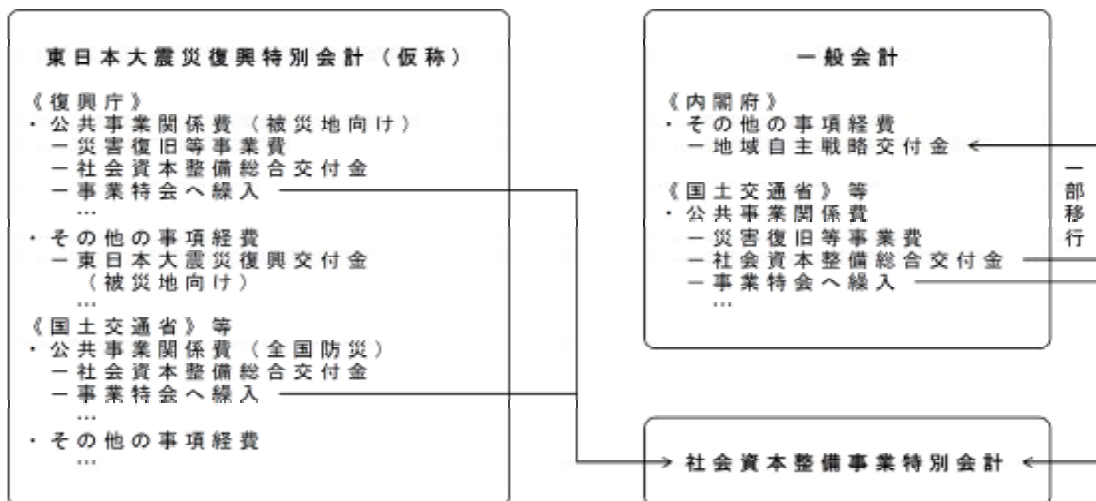 東日本大震災復興特別会計（仮称）
《復興庁》
・公共事業関係費（被災地向け）
－災害復旧等事業費
－社会資本整備総合交付金
－事業特会へ繰入
…
・その他の事項経費
－東日本大震災復興交付金
（被災地向け）
…
《国土交通省》等
・公共事業関係費（全国防災）
－社会資本整備総合交付金
－事業特会へ繰入
…
・その他の事項経費
…
一般会計
《内閣府》
・その他の事項経費
－地域自主戦略交付金
《国土交通省》等
・公共事業関係費
－災害復旧等事業費
－社会資本整備総合交付金
－事業特会へ繰入
…
一部移行
社会資本整備事業特別会計